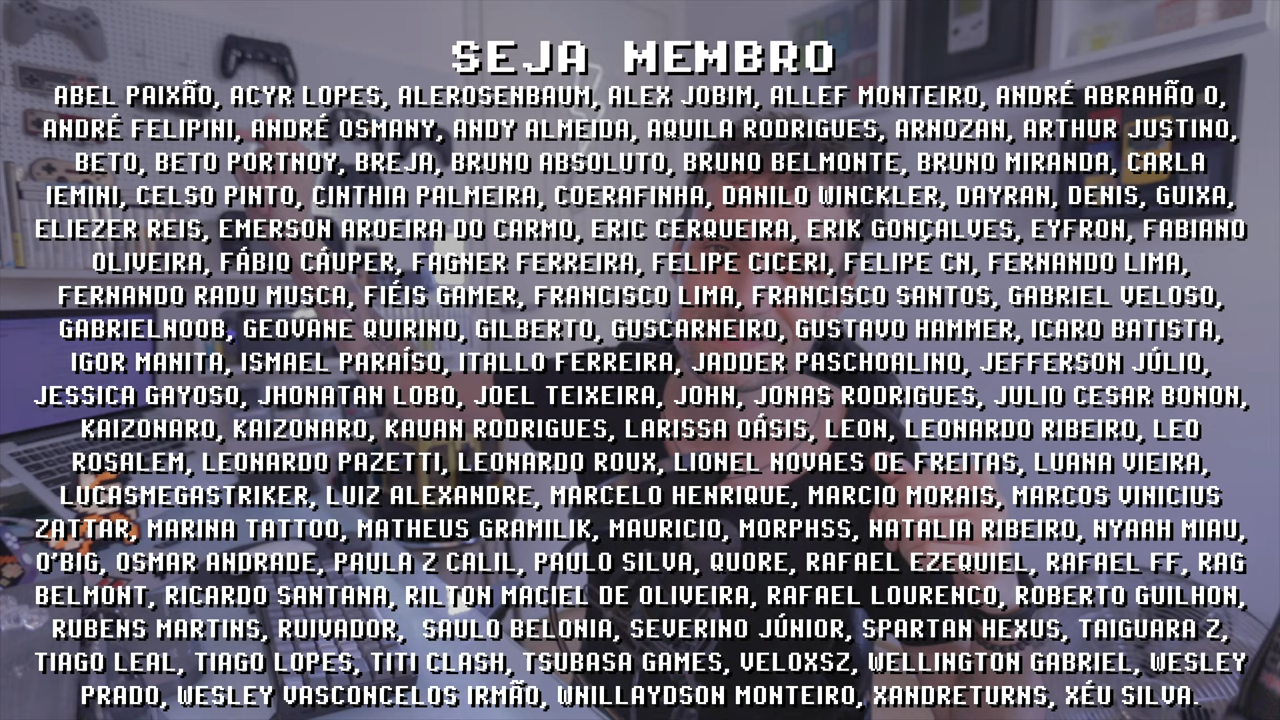 SEJA MEMBRO
ABEL PAIXÃO, ACYR LOPES, ALEROSENBAUM, ALEX JOBIM, ALLEF MONTEIRO, ANDRÉ ABRAHÃO O,
ANDRÉ FELIPINI, ANDRÉ OSMANY, ANDY ALMEIDA, AQUILA RODRIGUES, ARNOZAN, ARTHUR JUSTINO,
BETO, BETO PORTNOY, BREJA, BRUNO ABSOLUTO, BRUNO BELMONTE, BRUNO MIRANDA, CARLA
IEMINI, CELSO PINTO, CINTHIA PALMEIRA, COERAFINHA, DANILO WINCKLER, DAYRAN, DENIS, GUIXA,
ELIEZER REIS, EMERSON AROEIRA DO CARMO, ERIC CERQUEIRA, ERIK GONÇALVES, EYFRON, FABIANO
OLIVEIRA, FÁBIO CÁUPER, FAGNER FERREIRA, FELIPE CICERI, FELIPE CN, FERNANDO LIMA,
FERNANDO RADU MUSCA, FIÉIS GAMER, FRANCISCO LIMA, FRANCISCO SANTOS, GABRIEL VELOSO,
GABRIELNOOB, GEOVANE QUIRINO, GILBERTO, GUSCARNEIRO, GUSTAVO HAMMER, ICARO BATISTA,
IGOR MANITA, ISMAEL PARAÍSO, ITALLO FERREIRA, JADDER PASCHOALINO, JEFFERSON JÚLIO,
JESSICA GAYOSO, JHONATAN LOBO, JOEL TEIXEIRA, JOHN, JONAS RODRIGUES, JULIO CESAR BONON,
KAIZONARO, KAIZONARO, KAUAN RODRIGUES, LARISSA OÁSIS, LEON, LEONARDO RIBEIRO, LEO
ROSALEM, LEONARDO PAZETTI, LEONARDO ROUX, LIONEL NOVAES DE FREITAS, LUANA VIEIRA,
LUCASMEGASTRIKER, LUIZ ALEXANDRE, MARCELO HENRIQUE, MARCIO MORAIS, MARCOS VINICIUS
ZATTAR, MARINA TATTOO, MATHEUS GRAMILIK, MAURICIO, MORPHSS, NATALIA RIBEIRO, NYAAH MIAU,
O'BIG, OSMAR ANDRADE, PAULA Z CALIL, PAULO SILVA, QUORE, RAFAEL EZEQUIEL, RAFAEL FF, RAG
BELMONT, RICARDO SANTANA, RILTON MACIEL DE OLIVEIRA, RAFAEL LOURENCO, ROBERTO GUILHON,
RUBENS MARTINS, RUIVADOR, SAULO BELONIA, SEVERINO JÚNIOR, SPARTAN HEXUS, TAIGUARA Z,
TIAGO LEAL, TIAGO LOPES, TITI CLASH, TSUBASA GAMES, VELOXSZ, WELLINGTON GABRIEL, WESLEY
PRADO, WESLEY VASCONCELOS IRMÃO, WNILLAYDSON MONTEIRO, XANDRETURNS, XÉU SILVA.